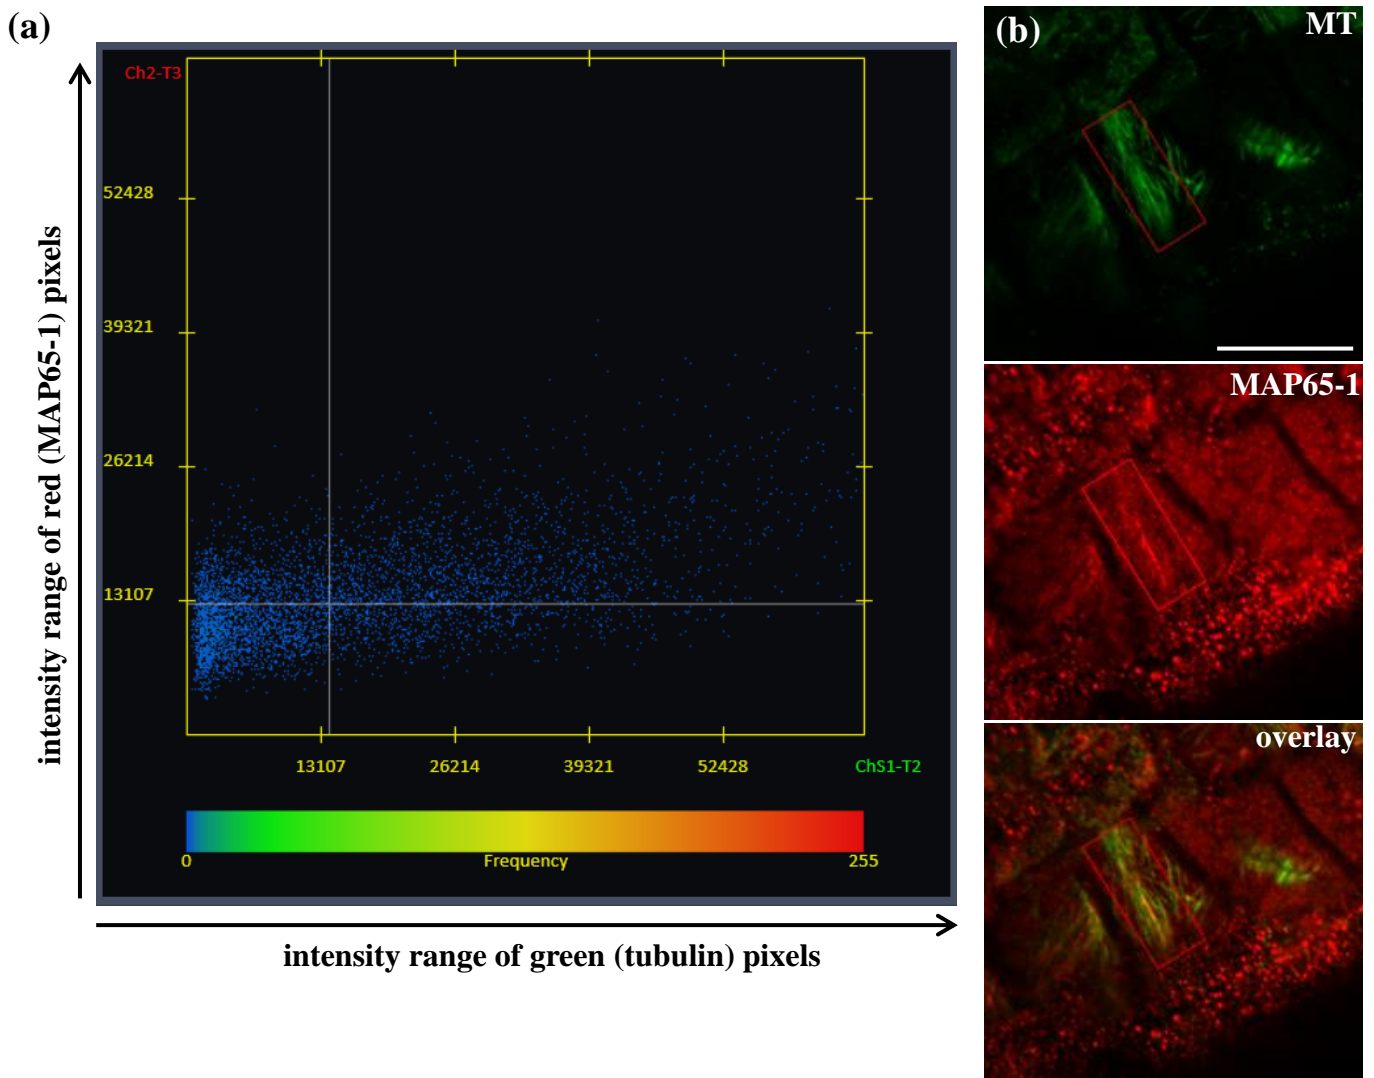 (a)
Ch2-T3
52428
39321
26214
13107
13107 26214 39321 52428 ChS1-T2
0 Frequency 255
intensity range of red (MAP65-1) pixels
intensity range of green (tubulin) pixels
(b)
MT
MAP65-1
overlay